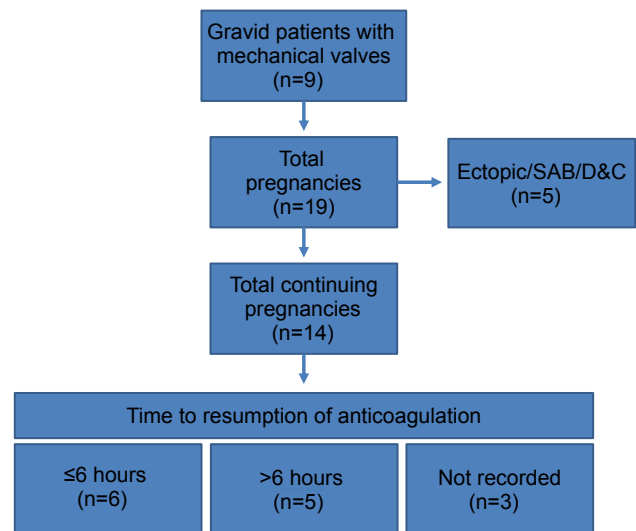 Gravid patients with
mechanical valves
(n=9)
Total
pregnancies
(n=19)
Ectopic/SAB/D&C
(n=5)
Total continuing
pregnancies
(n=14)
Time to resumption of anticoagulation
≤6 hours
(n=6)
>6 hours
(n=5)
Not recorded
(n=3)